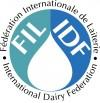 Fédération Internationale de Laiterie
FIL
IDF
International Dairy Federation